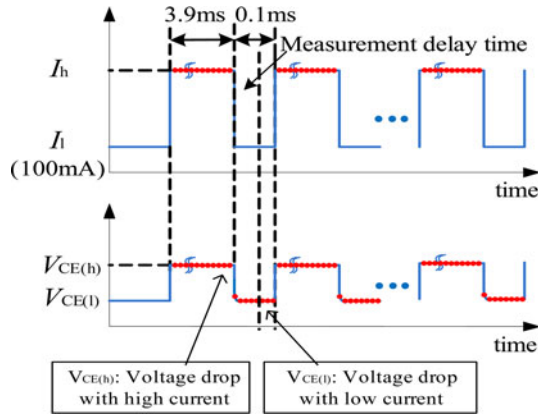 3.9ms 0.1ms
Measurement delay time
Ih
Il
(100mA)
time
VCE(h)
VCE(l)
time
VCE(h): Voltage drop
with high current
VCE(l): Voltage drop
with low current